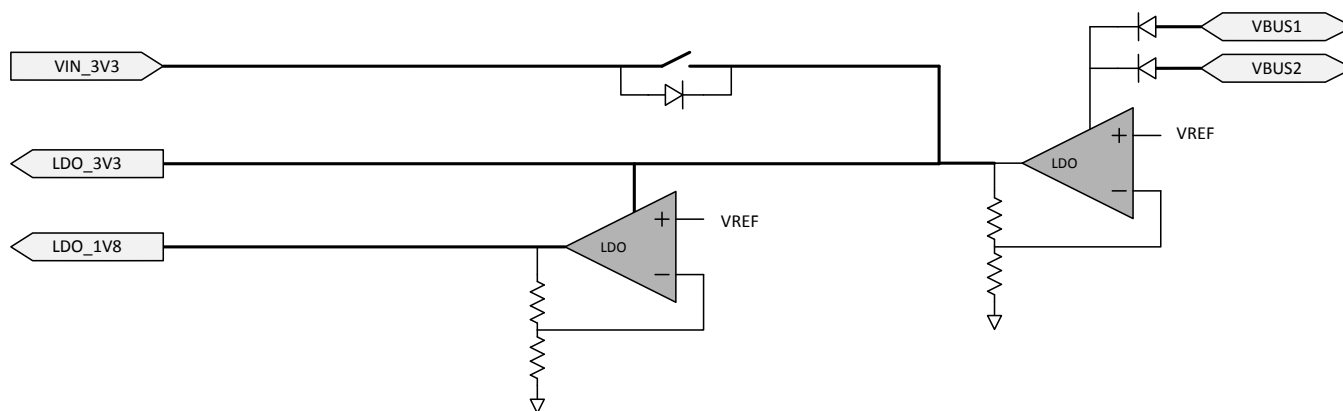 VBUS1
VIN_3V3
VBUS2
+
VREF
LDO_3V3
LDO
−
+
VREF
LDO_1V8
LDO
−